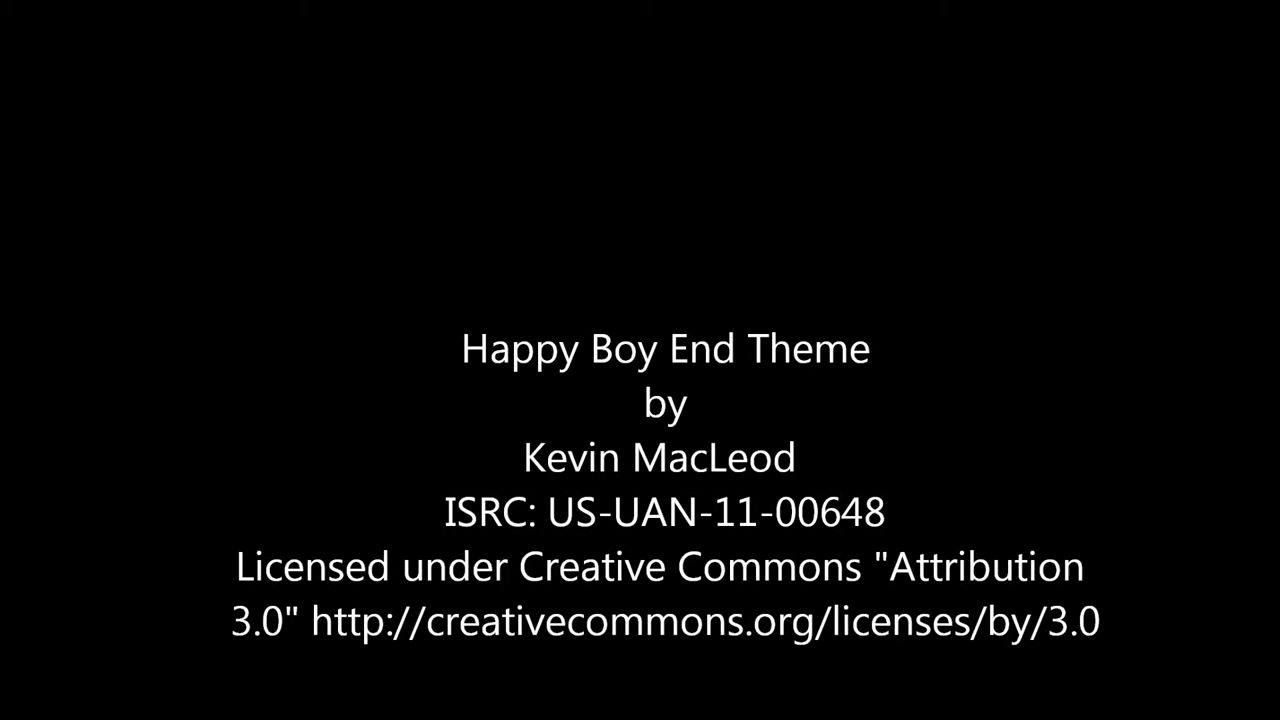 Happy Boy End Theme
by
Kevin MacLeod
ISRC: US-UAN-11-00648
Licensed under Creative Commons "Attribution
3.0" http://creativecommons.org/licenses/by/3.0